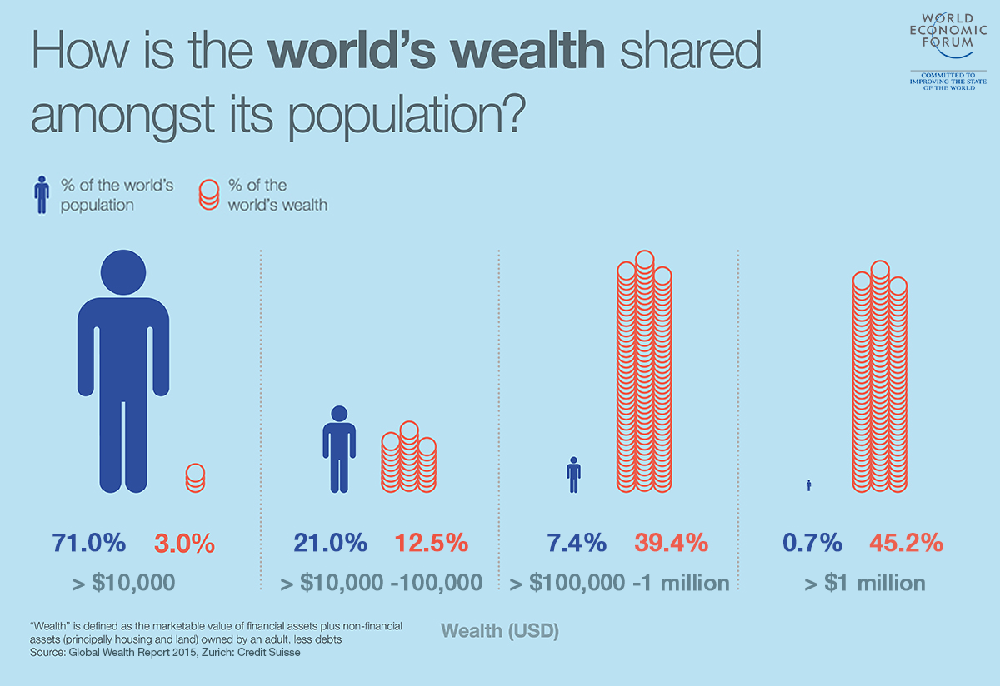 How is the world's wealth shared
amongst its population?
WORLD
ECONOMIC
FORUM
COMMITTED TO
IMPROVING THE STATE
OF THE WORLD
% of the world's
population
% of the
world's wealth
71.0% 3.0%
> $10,000
21.0% 12.5%
> $10,000 -100,000
7.4% 39.4%
> $100,000 -1 million
0.7% 45.2%
> $1 million
Wealth (USD)
“Wealth” is defined as the marketable value of financial assets plus non-financial
assets (principally housing and land) owned by an adult, less debts
Source: Global Wealth Report 2015, Zurich: Credit Suisse